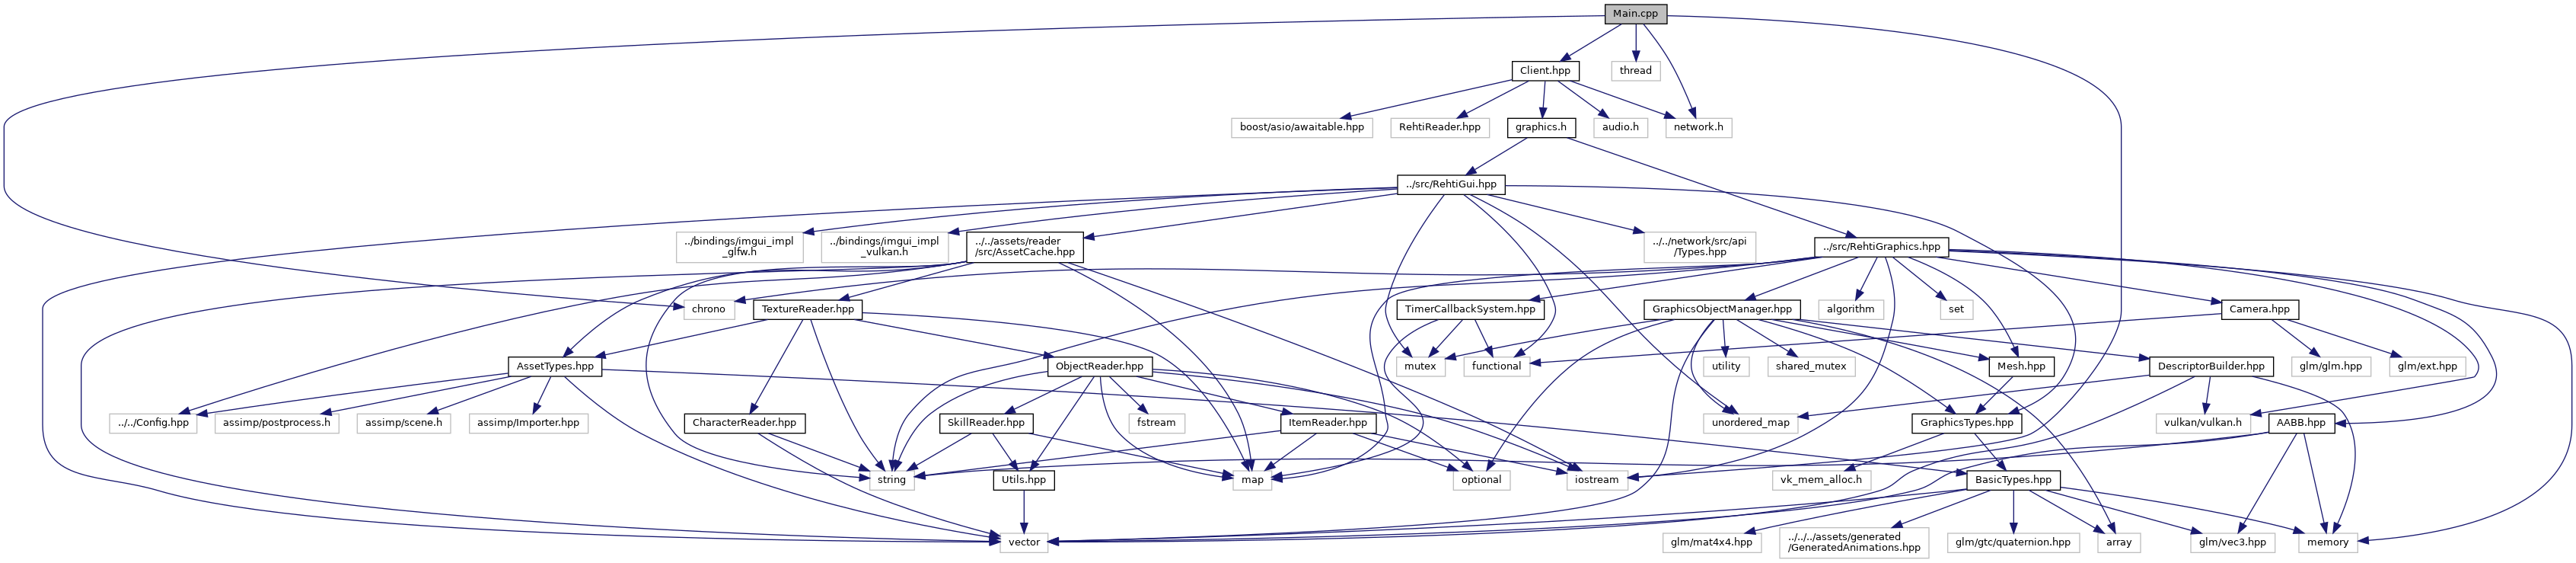 Main.cpp
Client.hpp
thread
boost/asio/awaitable.hpp
RehtiReader.hpp
graphics.h
audio.h
network.h
../src/RehtiGui.hpp
../bindings/imgui_impl
_glfw.h
../bindings/imgui_impl
_vulkan.h
../../assets/reader
/src/AssetCache.hpp
../../network/src/api
/Types.hpp
../src/RehtiGraphics.hpp
chrono
TextureReader.hpp
TimerCallbackSystem.hpp
GraphicsObjectManager.hpp
algorithm
set
Camera.hpp
AssetTypes.hpp
ObjectReader.hpp
mutex
functional
utility
shared_mutex
Mesh.hpp
DescriptorBuilder.hpp
glm/glm.hpp
glm/ext.hpp
../../Config.hpp
assimp/postprocess.h
assimp/scene.h
assimp/Importer.hpp
CharacterReader.hpp
SkillReader.hpp
fstream
ItemReader.hpp
unordered_map
GraphicsTypes.hpp
vulkan/vulkan.h
AABB.hpp
string
Utils.hpp
map
optional
iostream
vk_mem_alloc.h
BasicTypes.hpp
vector
glm/mat4x4.hpp
../../../assets/generated
/GeneratedAnimations.hpp
glm/gtc/quaternion.hpp
array
glm/vec3.hpp
memory